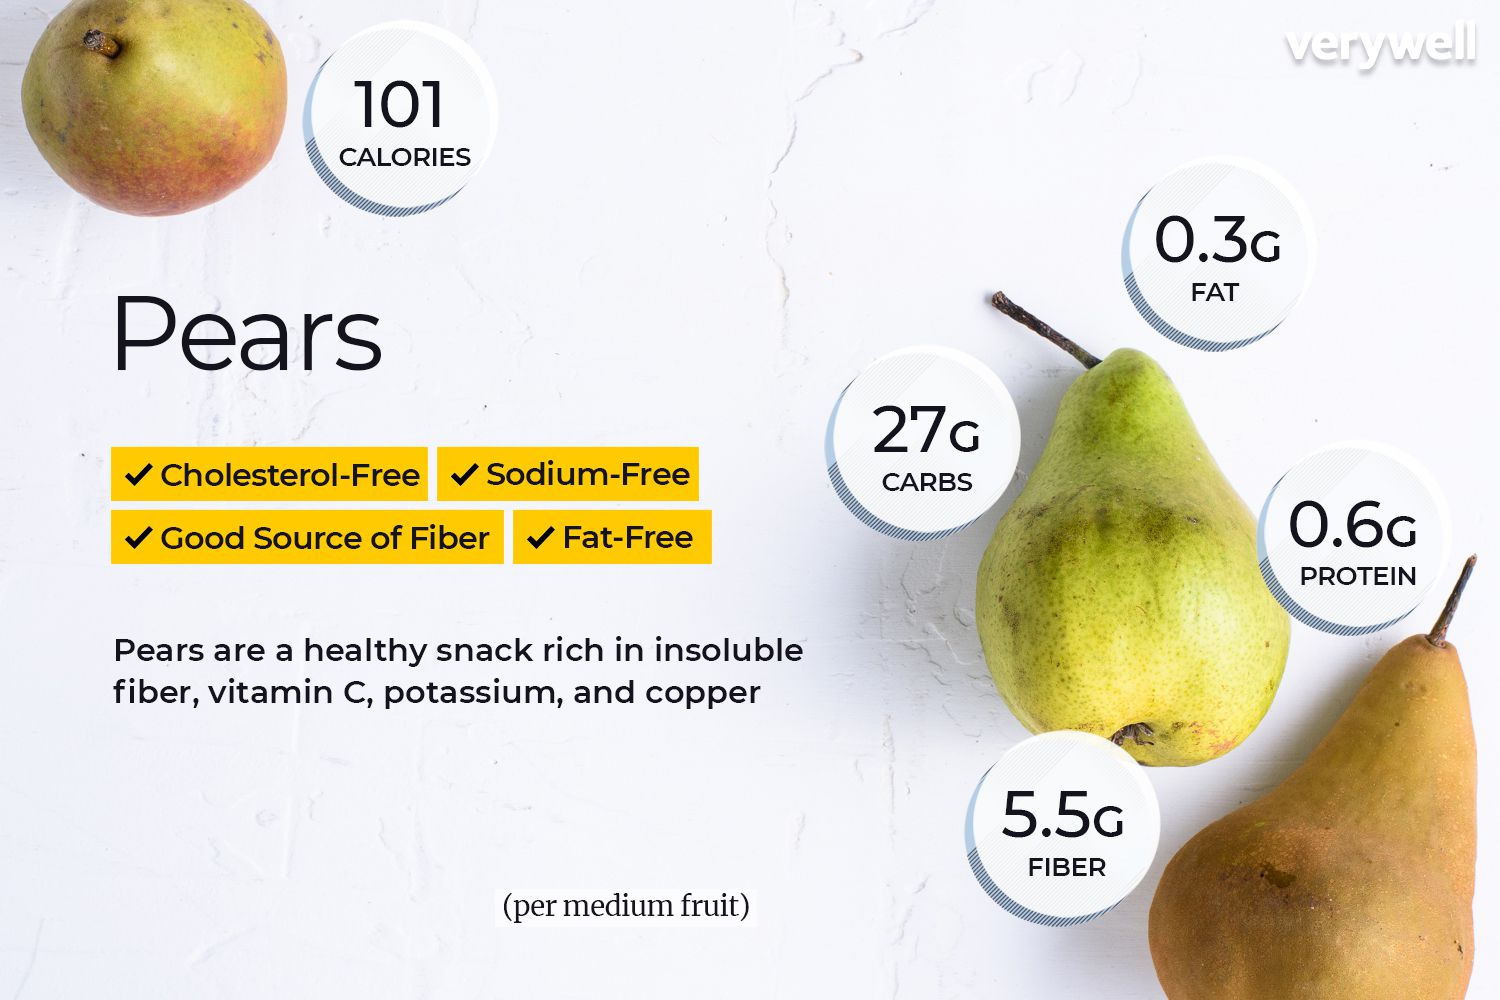 verywell
101
CALORIES
0.3G
FAT
Pears
27G
CARBS
✓ Cholesterol-Free ✓ Sodium-Free
✓ Good Source of Fiber ✓ Fat-Free
0.6G
PROTEIN
Pears are a healthy snack rich in insoluble
fiber, vitamin C, potassium, and copper
5.5G
FIBER
(per medium fruit)